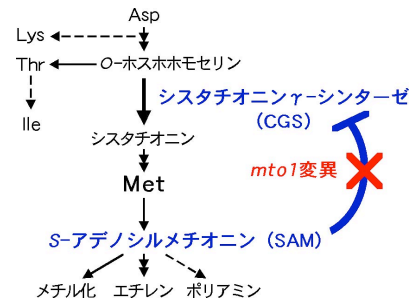 Asp
Lys
Thr
O-ホスホホモセリン
Ile
シスタチオニンγ-シンターゼ
(CGS)
シスタチオニン
Met
mto1変異
S-アデノシルメチオニン (SAM)
メチル化 エチレン ポリアミン